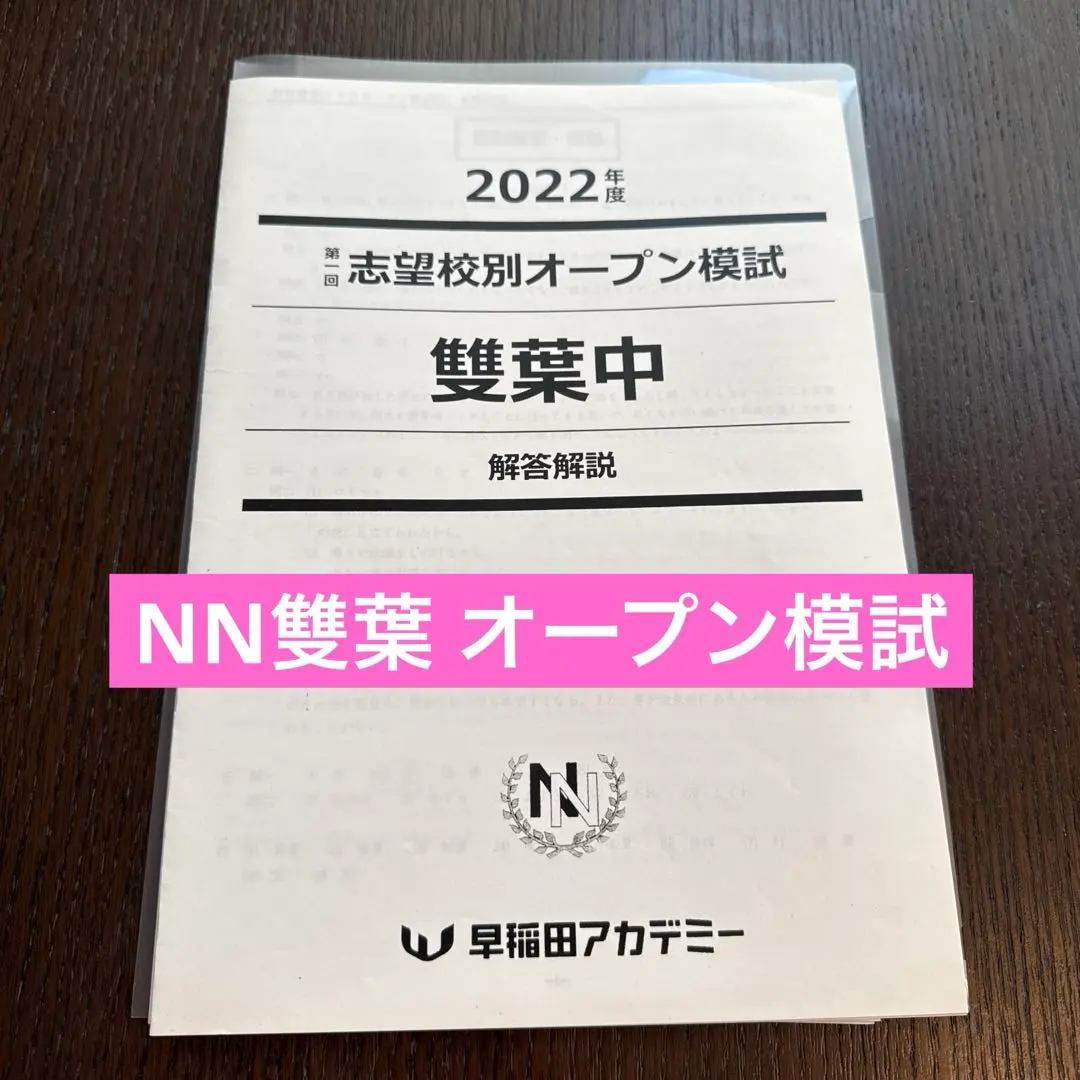 2022年度
第一回 志望校別オープン模試
雙葉中
解答解説
NN雙葉 オープン模試
NN
早稲田アカデミー